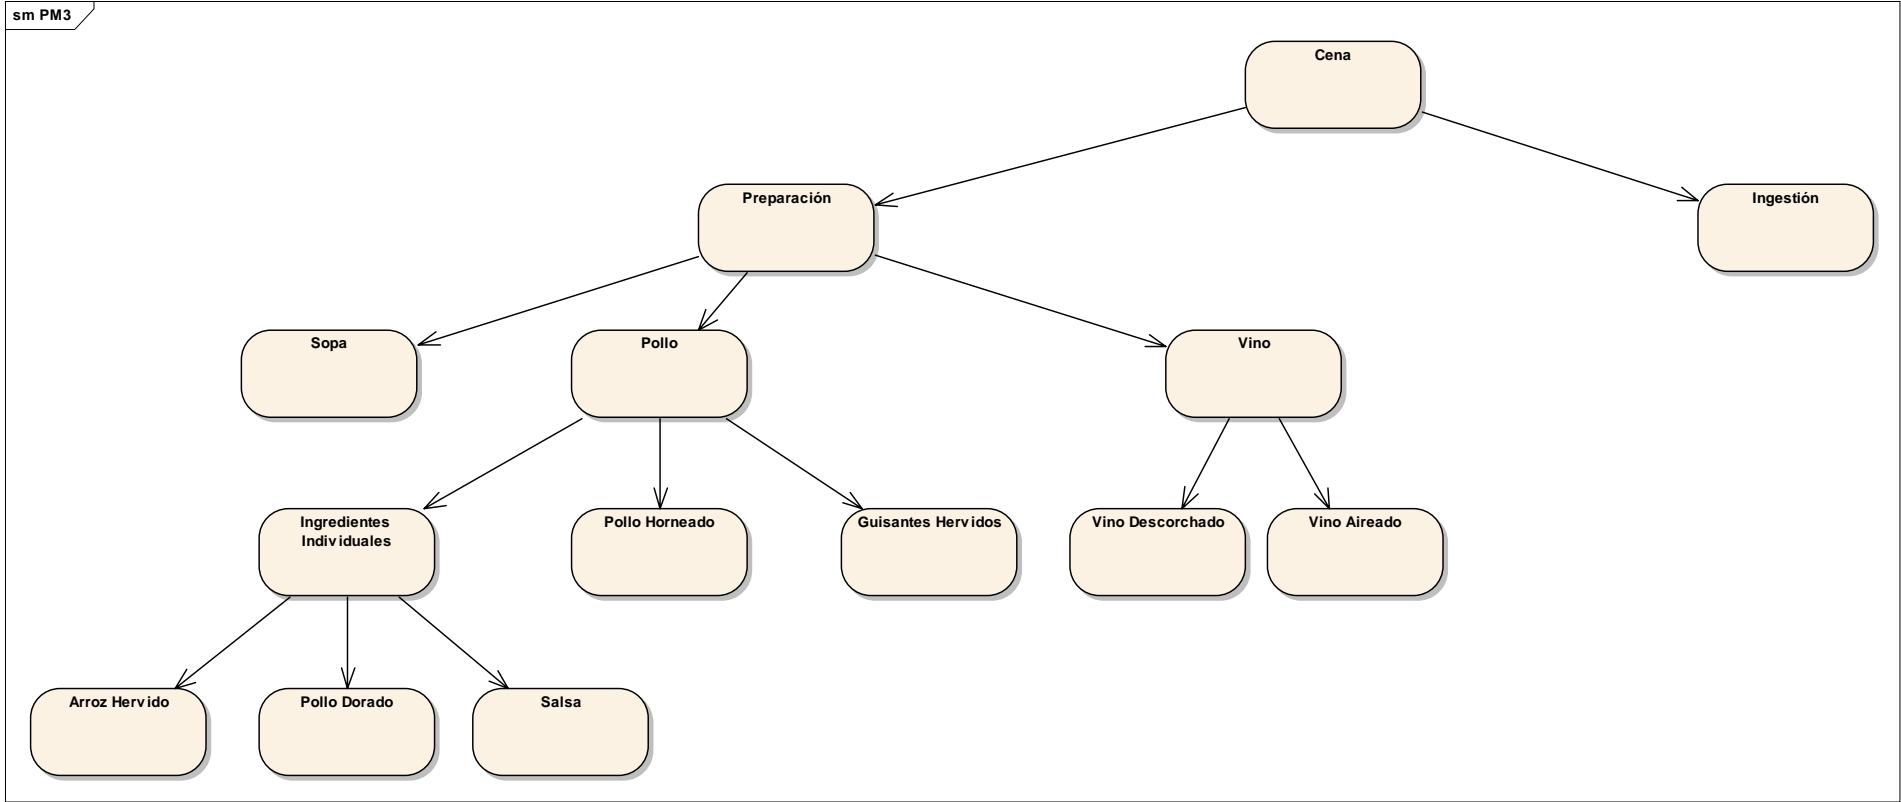 sm PM3
Cena
Preparación
Ingestión
Sopa
Pollo
Vino
Ingredientes
Individuales
Pollo Horneado
Guisantes Hervidos
Vino Descorchado
Vino Aireado
Arroz Hervido
Pollo Dorado
Salsa